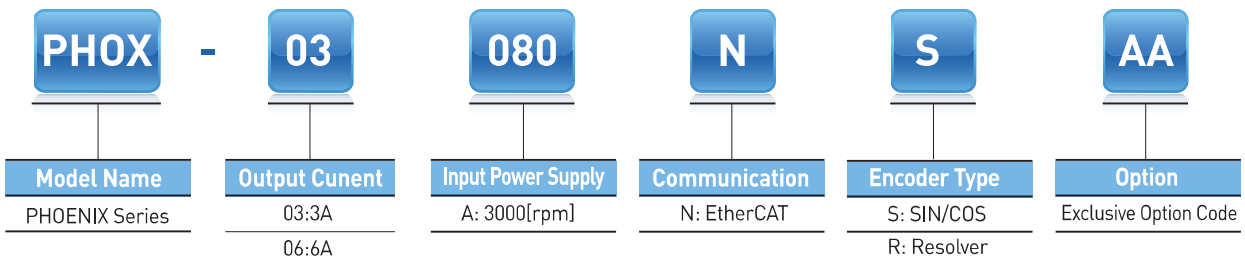 PHOX - 03 080 N S AA
Model Name Output Cunent Input Power Supply Communication Encoder Type Option
PHOENIX Series 03:3A A: 3000[rpm] N: EtherCAT S: SIN/COS Exclusive Option Code
06:6A R: Resolver